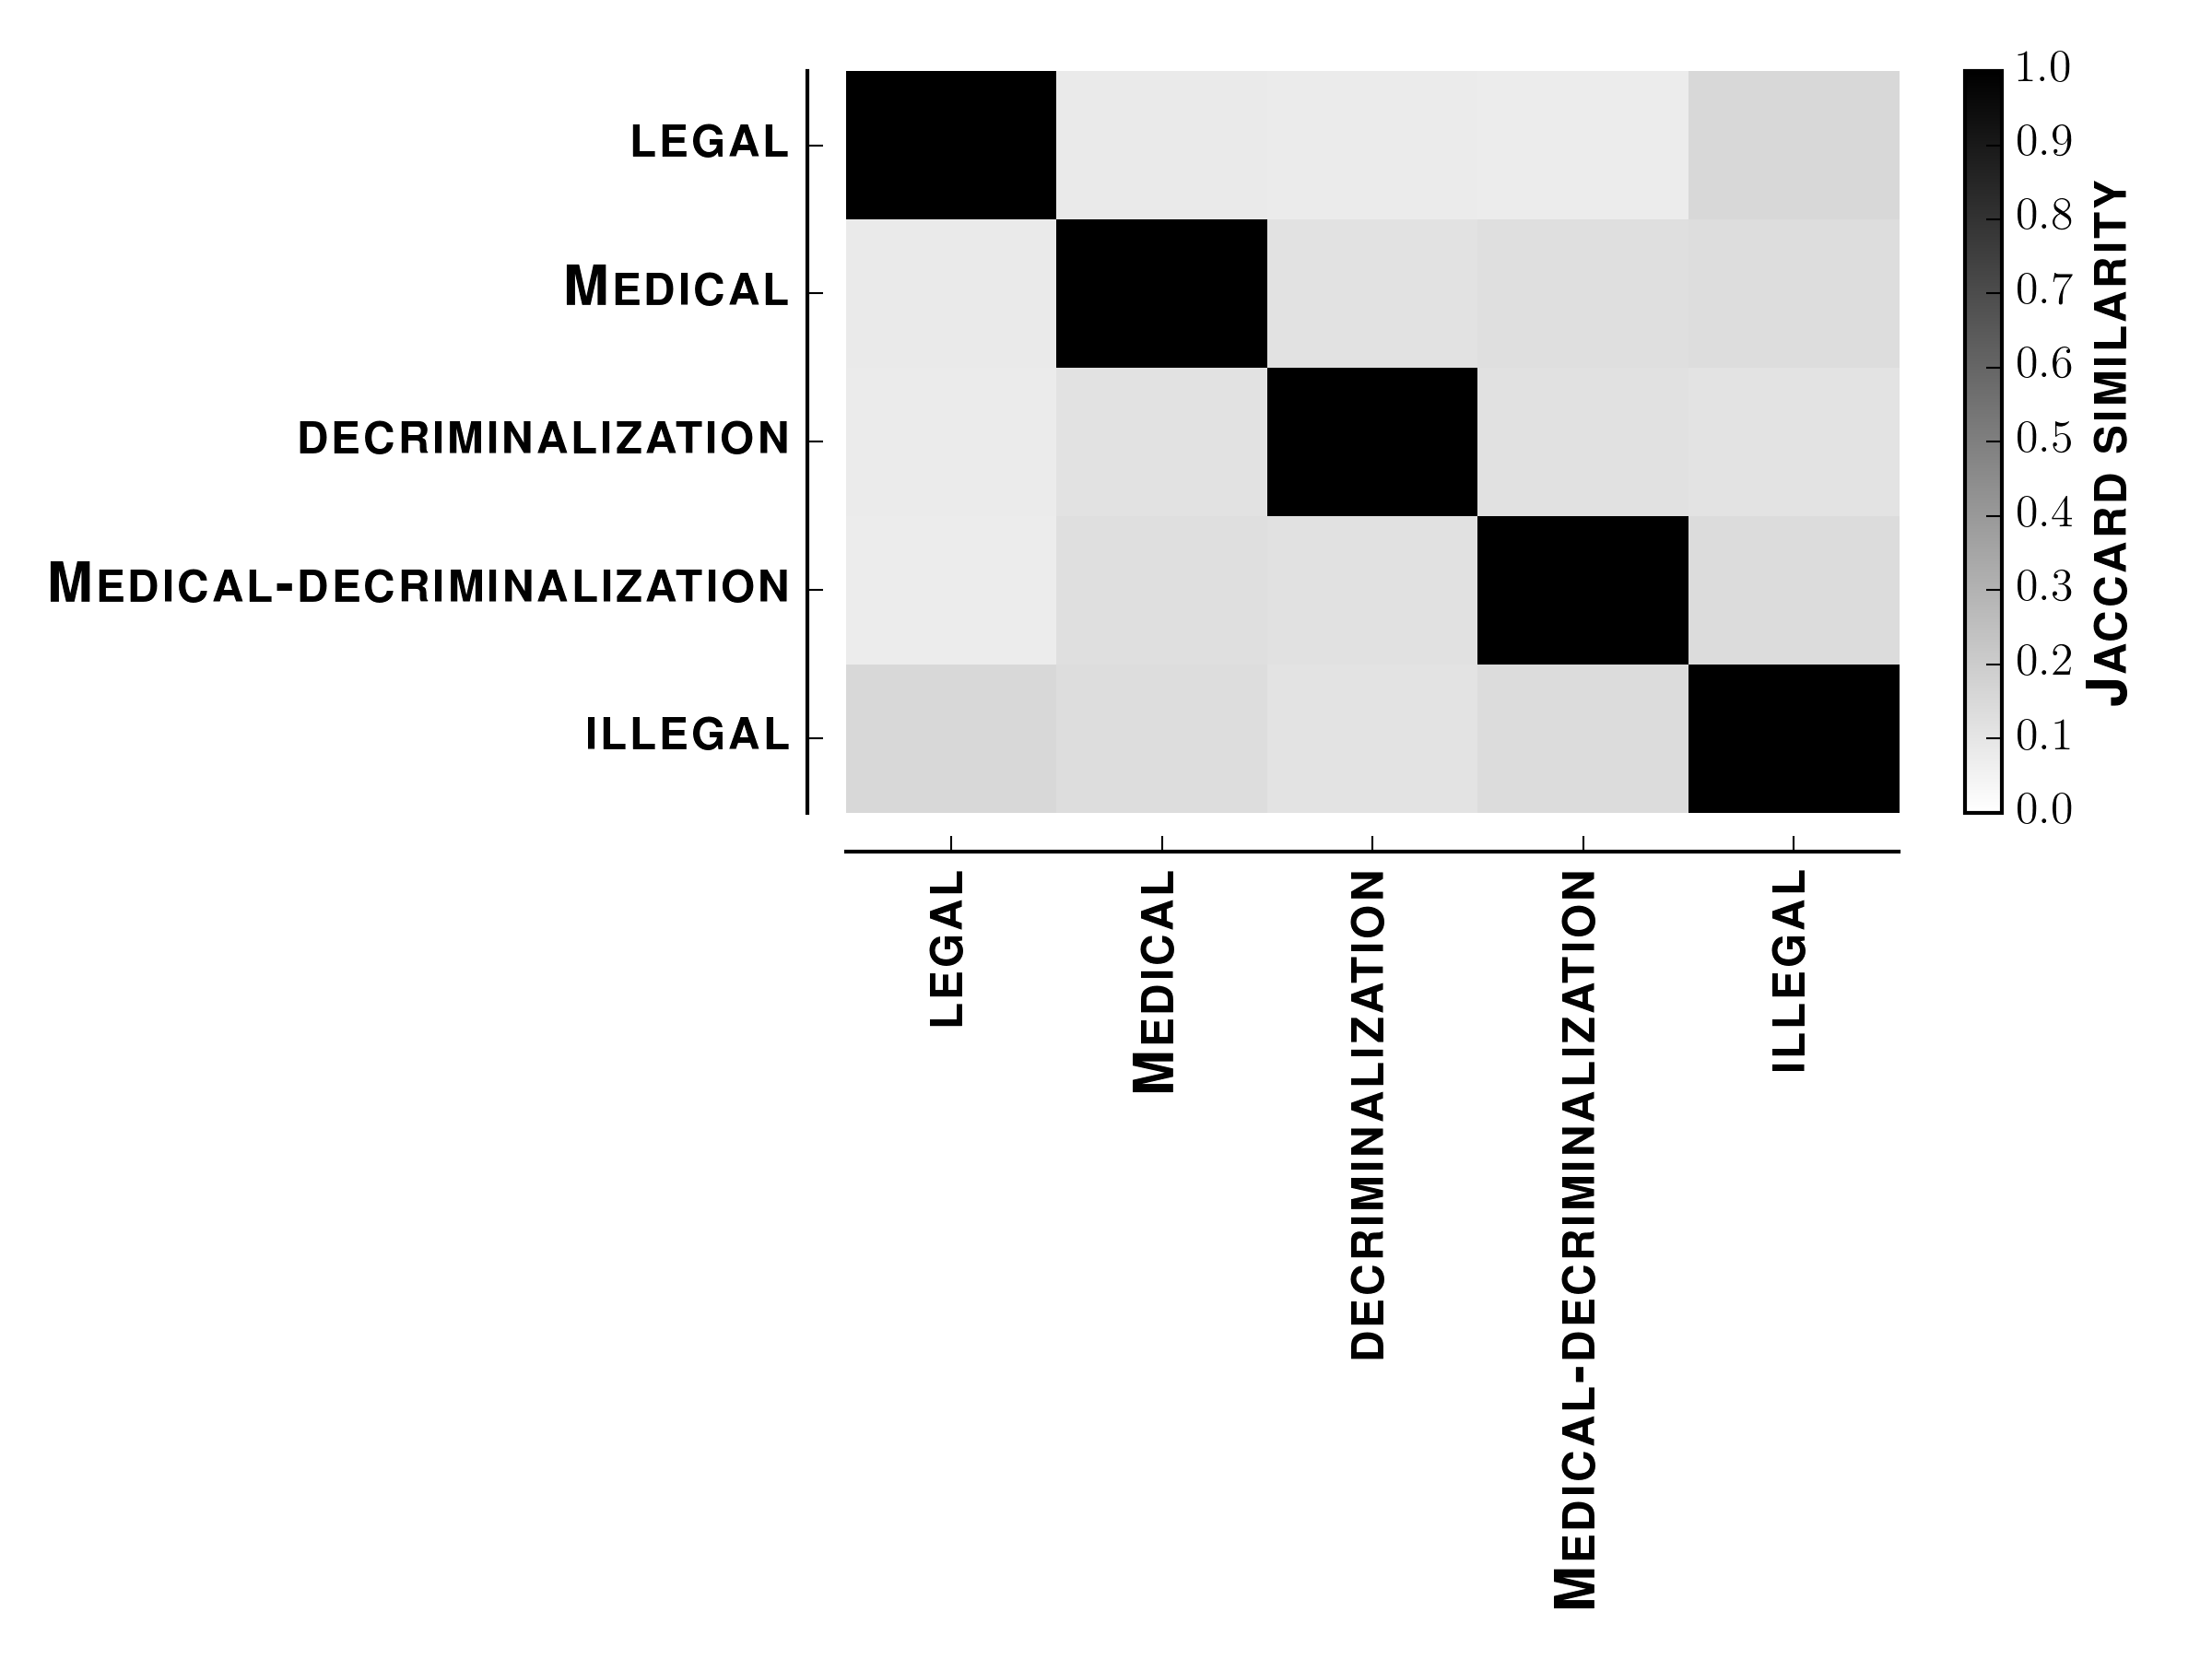 LEGAL
MEDICAL
DECRIMINALIZATION
MEDICAL-DECRIMINALIZATION
ILLEGAL
LEGAL
MEDICAL
DECRIMINALIZATION
MEDICAL-DECRIMINALIZATION
ILLEGAL
1.0
0.9
0.8
0.7
0.6
0.5
0.4
0.3
0.2
0.1
0.0
JACCARD SIMILARITY